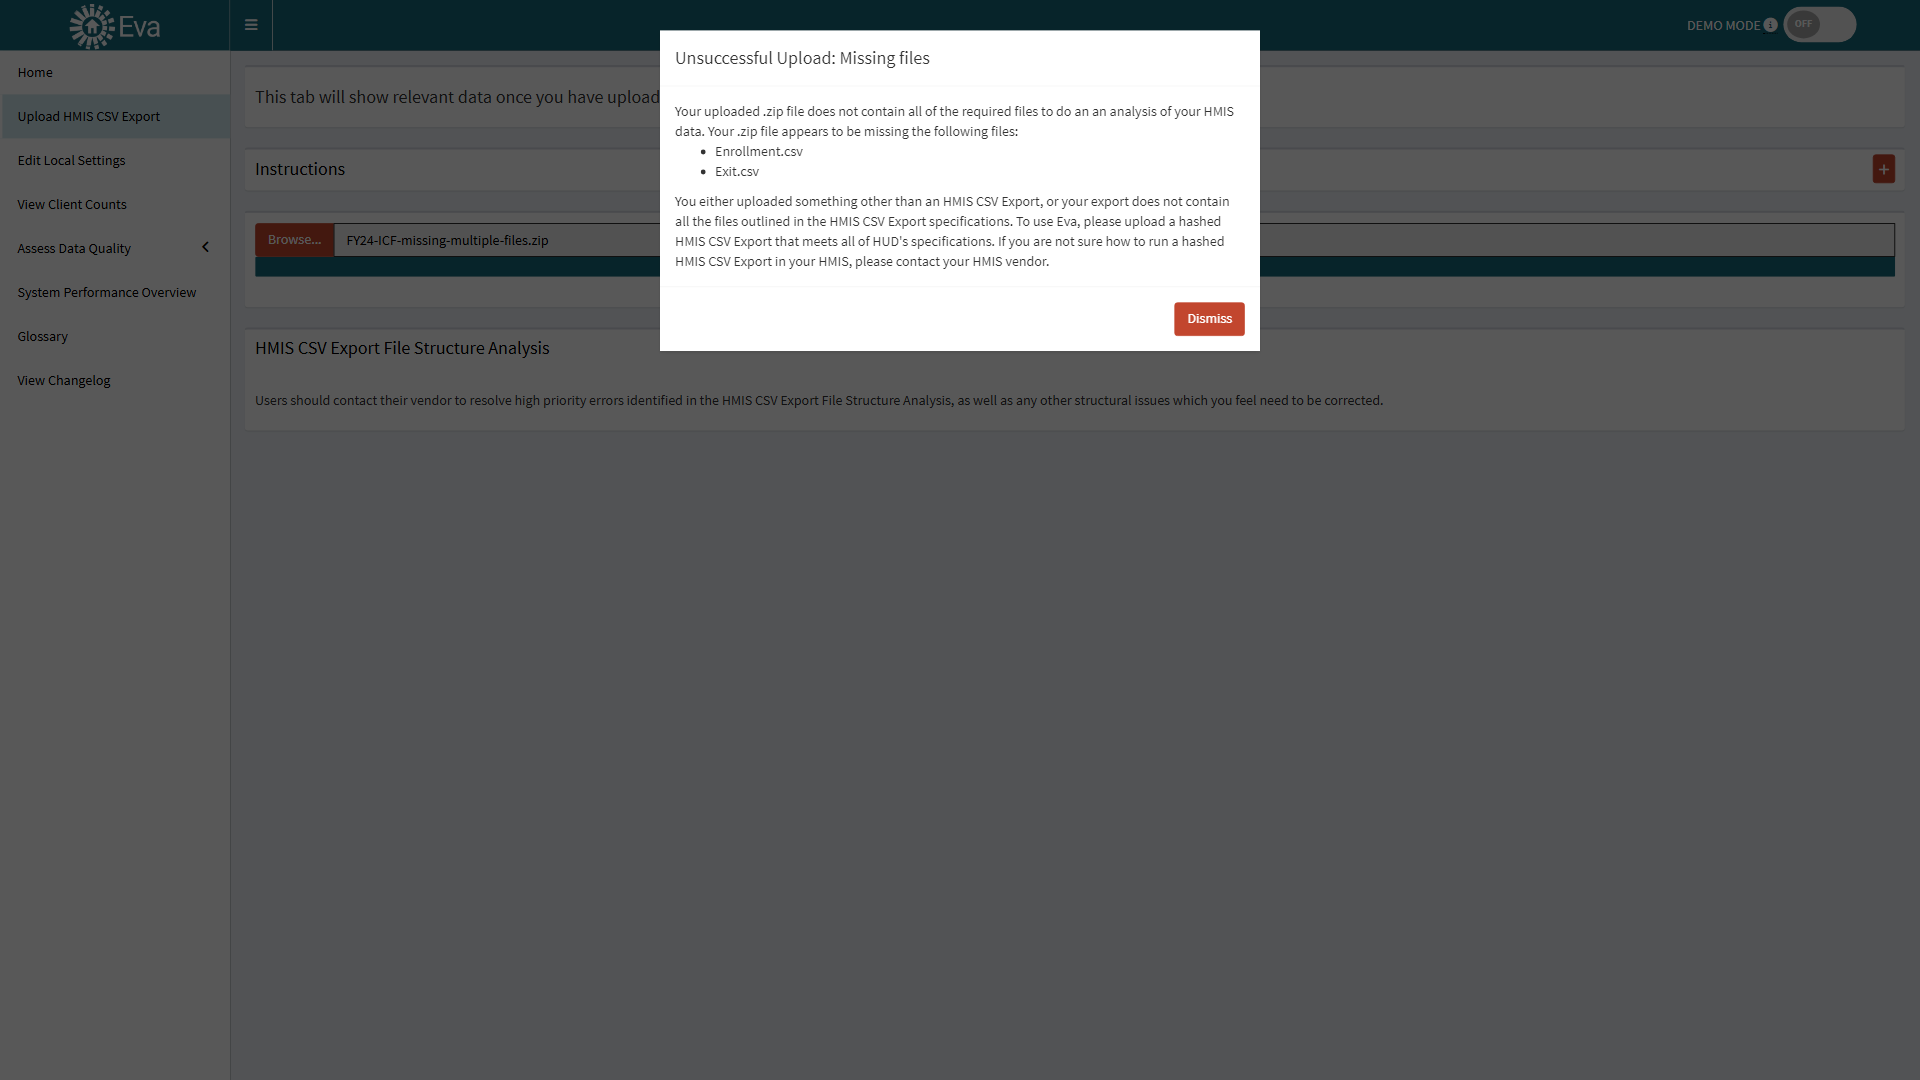 Eva
DEMO MODE
OFF
Home
Upload HMIS CSV Export
Edit Local Settings
View Client Counts
Assess Data Quality
System Performance Overview
Glossary
View Changelog
This tab will show relevant data once you have upload
Instructions
Browse...
FY24-ICF-missing-multiple-files.zip
HMIS CSV Export File Structure Analysis
Users should contact their vendor to resolve high priority errors identified in the HMIS CSV Export File Structure Analysis, as well as any other structural issues which you feel need to be corrected.
Unsuccessful Upload: Missing files
Your uploaded .zip file does not contain all of the required files to do an an analysis of your HMIS
data. Your .zip file appears to be missing the following files:
• Enrollment.csv
• Exit.csv
You either uploaded something other than an HMIS CSV Export, or your export does not contain
all the files outlined in the HMIS CSV Export specifications. To use Eva, please upload a hashed
HMIS CSV Export that meets all of HUD's specifications. If you are not sure how to run a hashed
HMIS CSV Export in your HMIS, please contact your HMIS vendor.
Dismiss